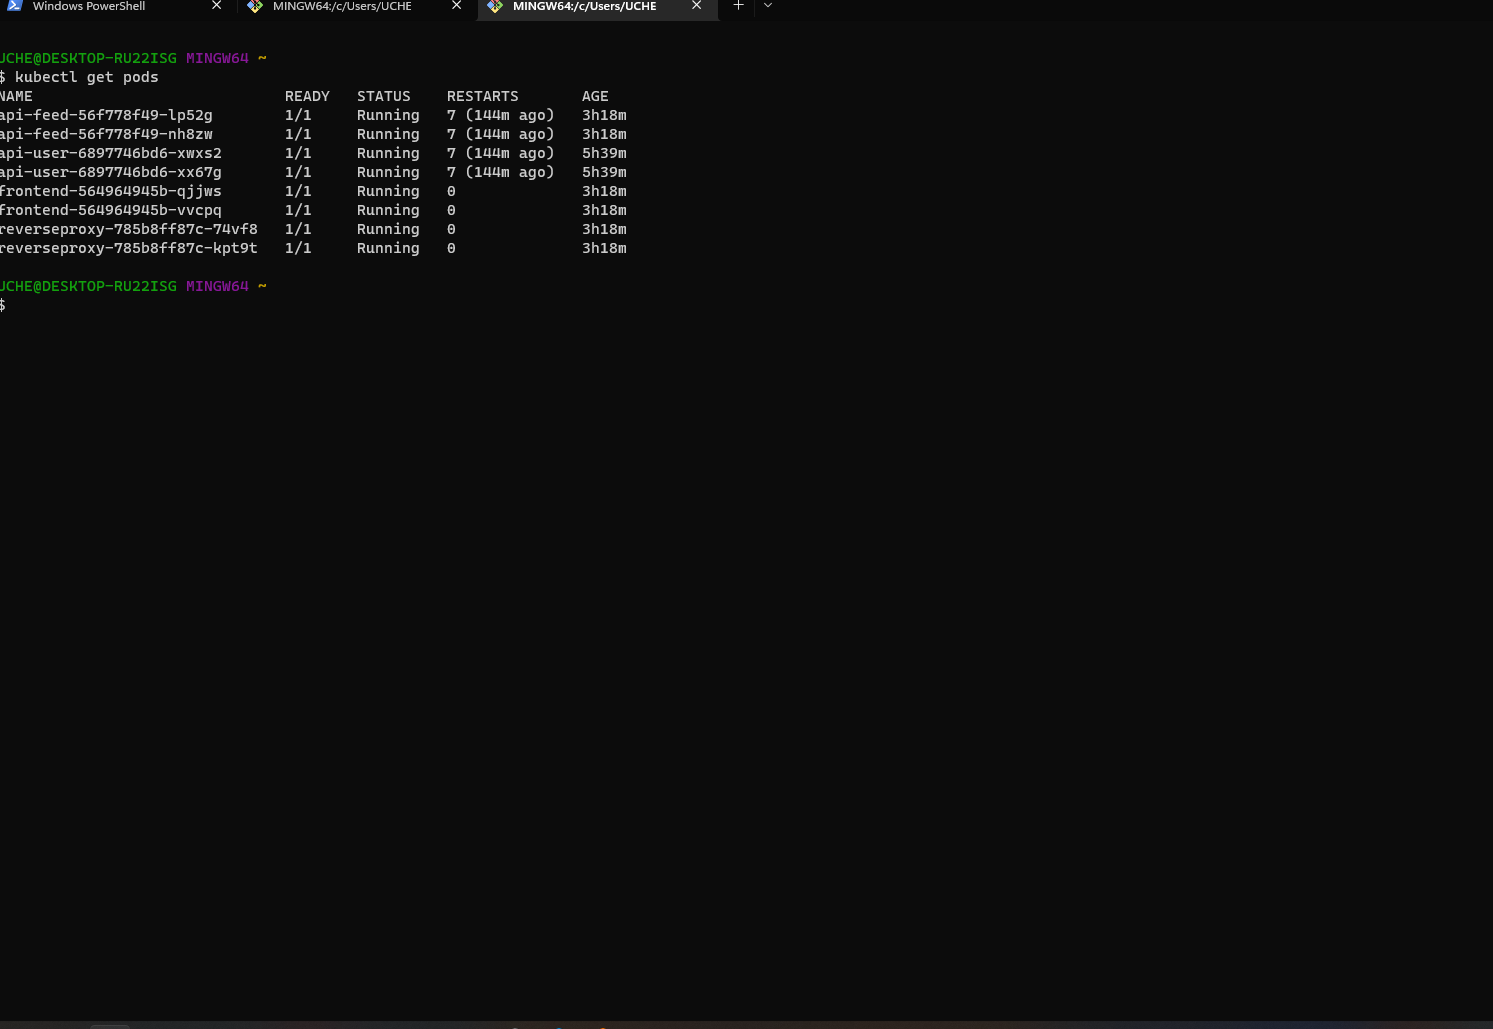 Windows PowerShell
MINGW64:/c/Users/UCHE
MINGW64:/c/Users/UCHE
UCHE@DESKTOP-RU22ISG MINGW64 ~
$ kubectl get pods
NAME READY STATUS RESTARTS AGE
api-feed-56f778f49-lp52g 1/1 Running 7 (144m ago) 3h18m
api-feed-56f778f49-nh8zw 1/1 Running 7 (144m ago) 3h18m
api-user-6897746bd6-xwxs2 1/1 Running 7 (144m ago) 5h39m
api-user-6897746bd6-xx67g 1/1 Running 7 (144m ago) 5h39m
frontend-564964945b-qjjws 1/1 Running 0 3h18m
frontend-564964945b-vvcpq 1/1 Running 0 3h18m
reverseproxy-785b8ff87c-74vf8 1/1 Running 0 3h18m
reverseproxy-785b8ff87c-kpt9t 1/1 Running 0 3h18m
UCHE@DESKTOP-RU22ISG MINGW64 ~
$